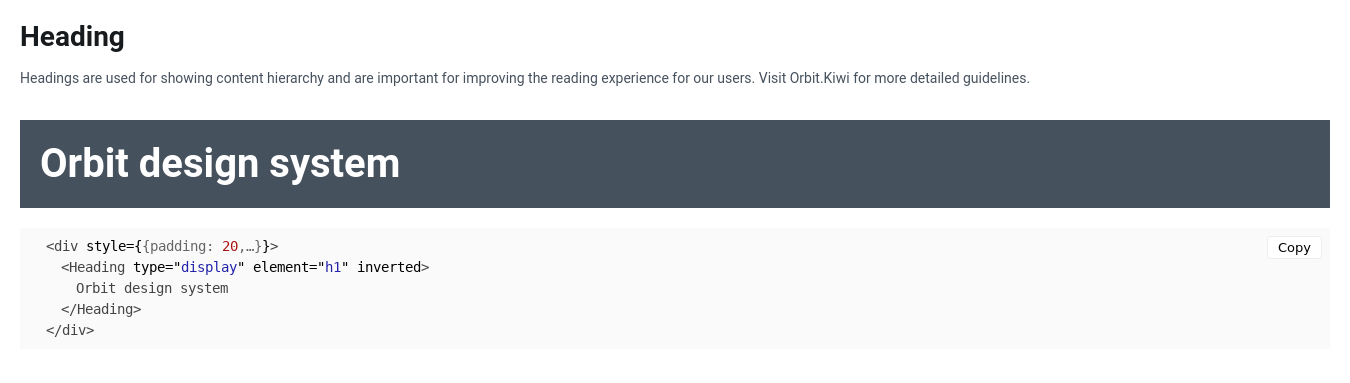 Heading
Headings are used for showing content hierarchy and are important for improving the reading experience for our users. Visit Orbit.Kiwi for more detailed guidelines.
Orbit design system
<div style={{padding: 20,…}}>
Copy
<Heading type="display" element="h1" inverted>
Orbit design system
</Heading>
</div>